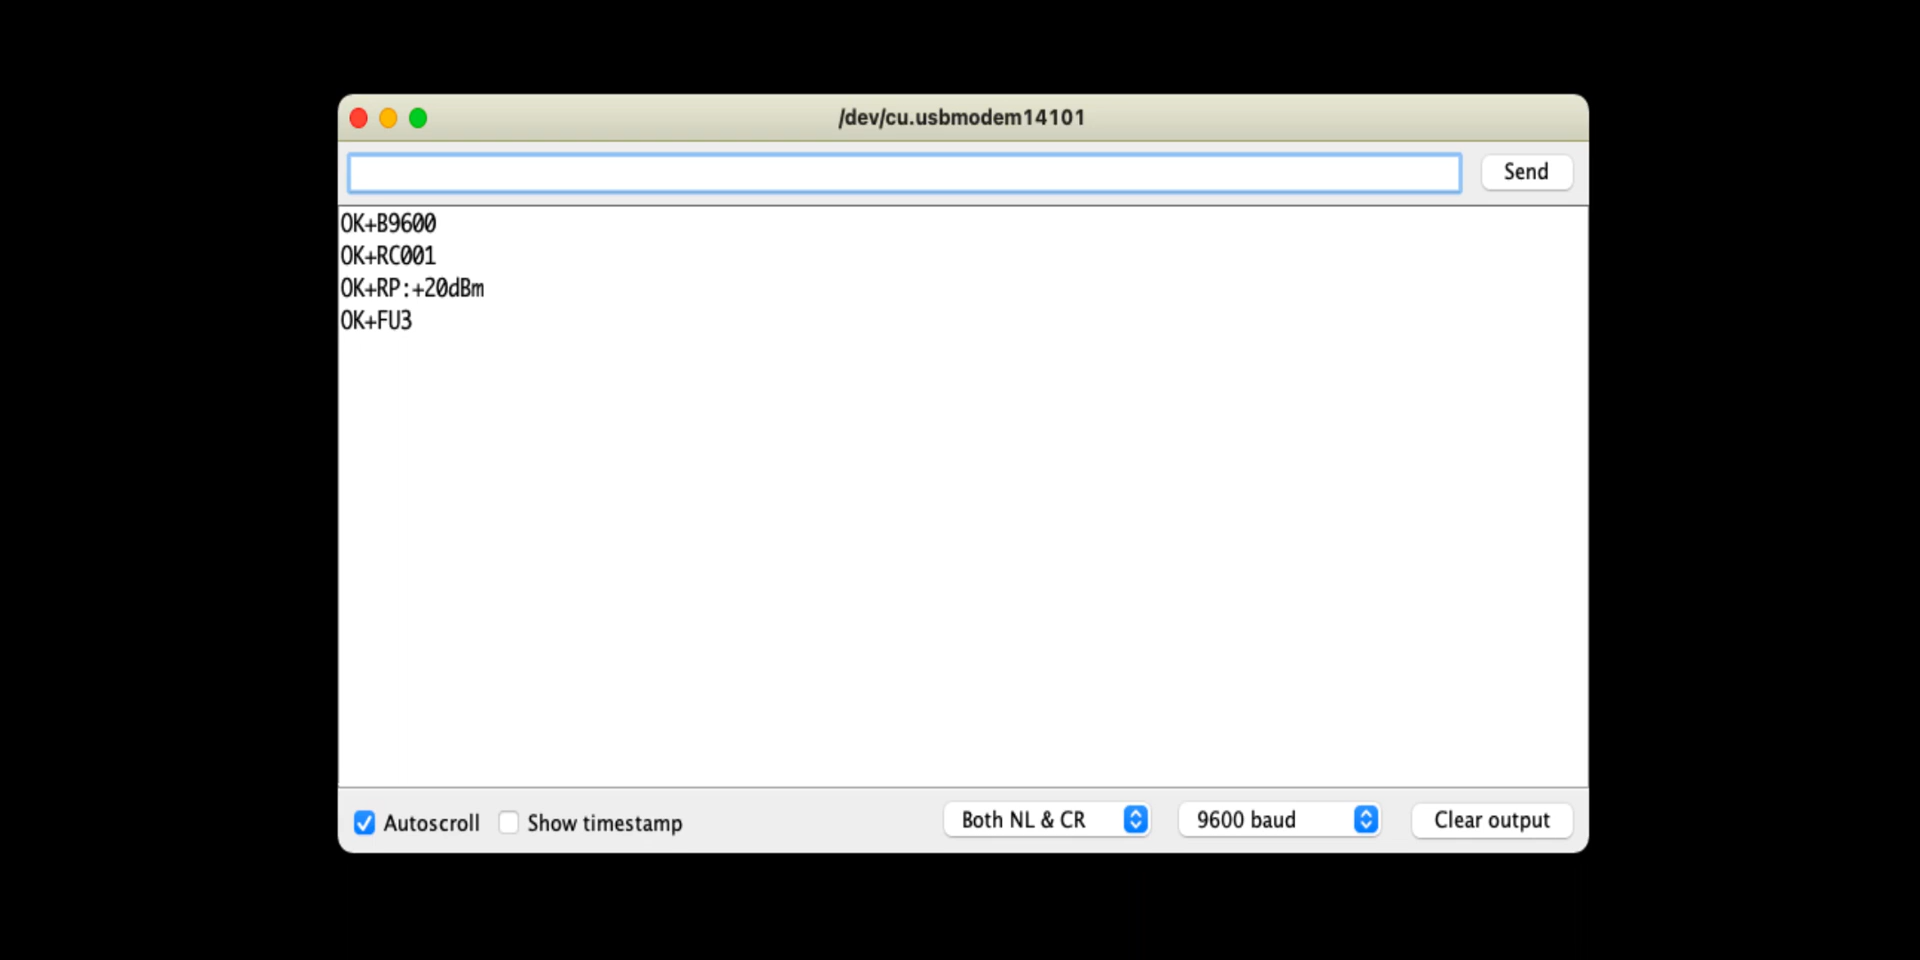 /dev/cu.usbmodem14101
Send
OK+B9600
OK+RC001
OK+RP:+20dBm
OK+FU3
Autoscroll
Show timestamp
Both NL & CR
9600 baud
Clear output